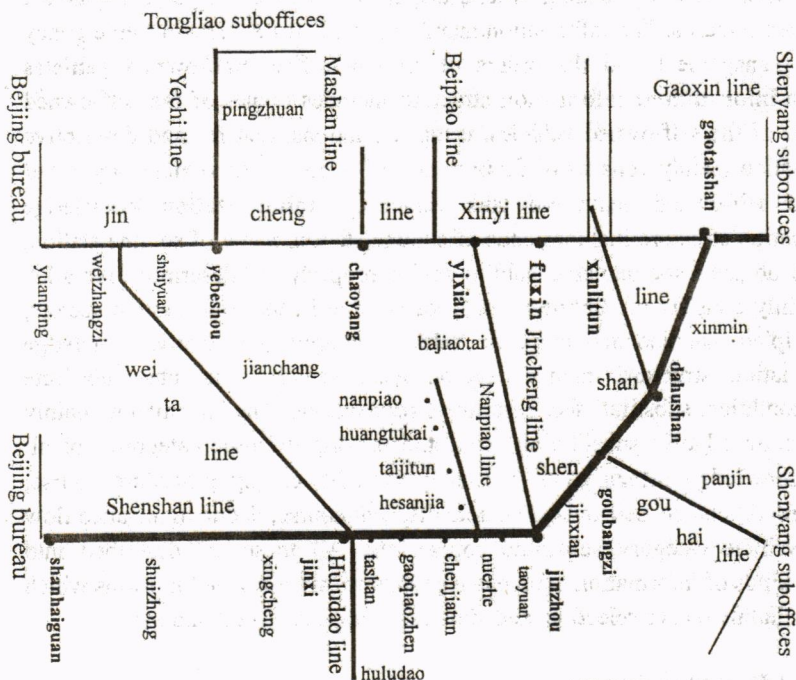 Tongliao suboffices
Beijing bureau
Yechi line
pingzhuan
Mashan line
Beipiao line
Gaoxin line
gaotaishan
Shenyang suboffices
jin
cheng
line
Xinyi line
yuanping
weizhangzi
shuiyuan
yebeshou
chaoyang
yixian
fuxin
xinlitun
line
xinmin
bajiaotai
Jincheng line
wei
jianchang
ta
nanpiao
huangtukai
Nanpiao line
shan
dahushan
line
taijitun
hesanjia
shen
panjin
Beijing bureau
Shenshan line
goubangzi
gou
hai
line
Shenyang suboffices
shihaiguan
shuizhong
xingcheng
jinxi
Huludao line
tashan
gaoqiaozhen
chenjiatun
nuerhe
taoyuan
jinzhou
jinxian
huludao